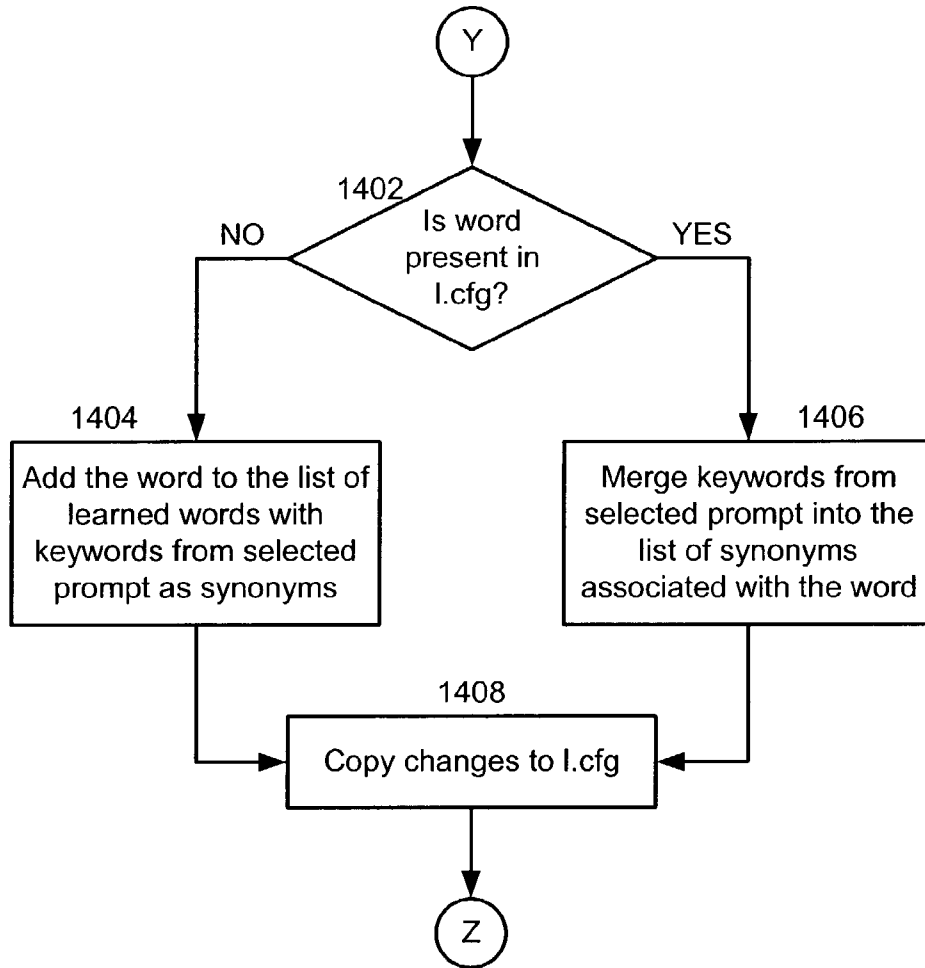 Y
1402
Is word
present in
l.cfg?
NO
YES
1404
1406
Add the word to the list of
learned words with
keywords from selected
prompt as synonyms
Merge keywords from
selected prompt into the
list of synonyms
associated with the word
1408
Copy changes to l.cfg
Z